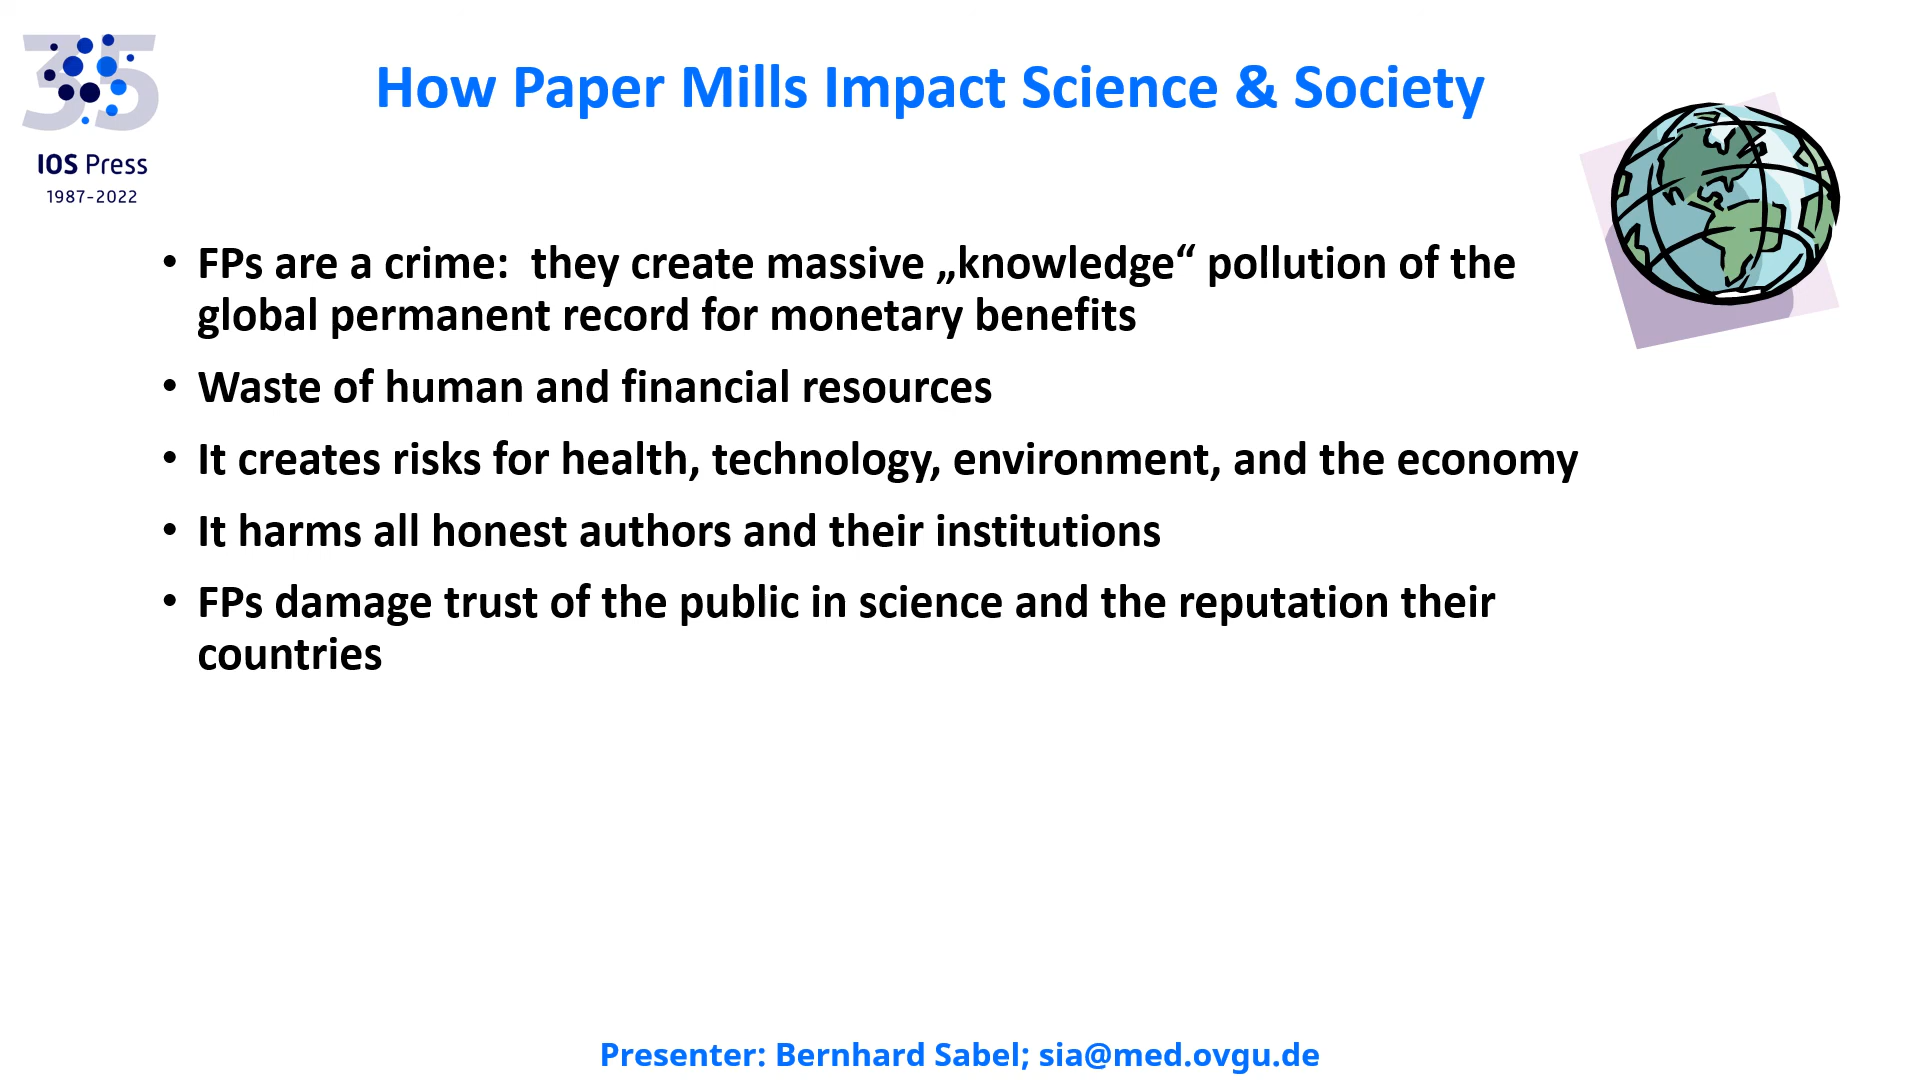 35
IOS Press
1987-2022
How Paper Mills Impact Science & Society
• FPs are a crime:  they create massive „knowledge“ pollution of the
global permanent record for monetary benefits
• Waste of human and financial resources
• It creates risks for health, technology, environment, and the economy
• It harms all honest authors and their institutions
• FPs damage trust of the public in science and the reputation their
countries
Presenter: Bernhard Sabel; sia@med.ovgu.de